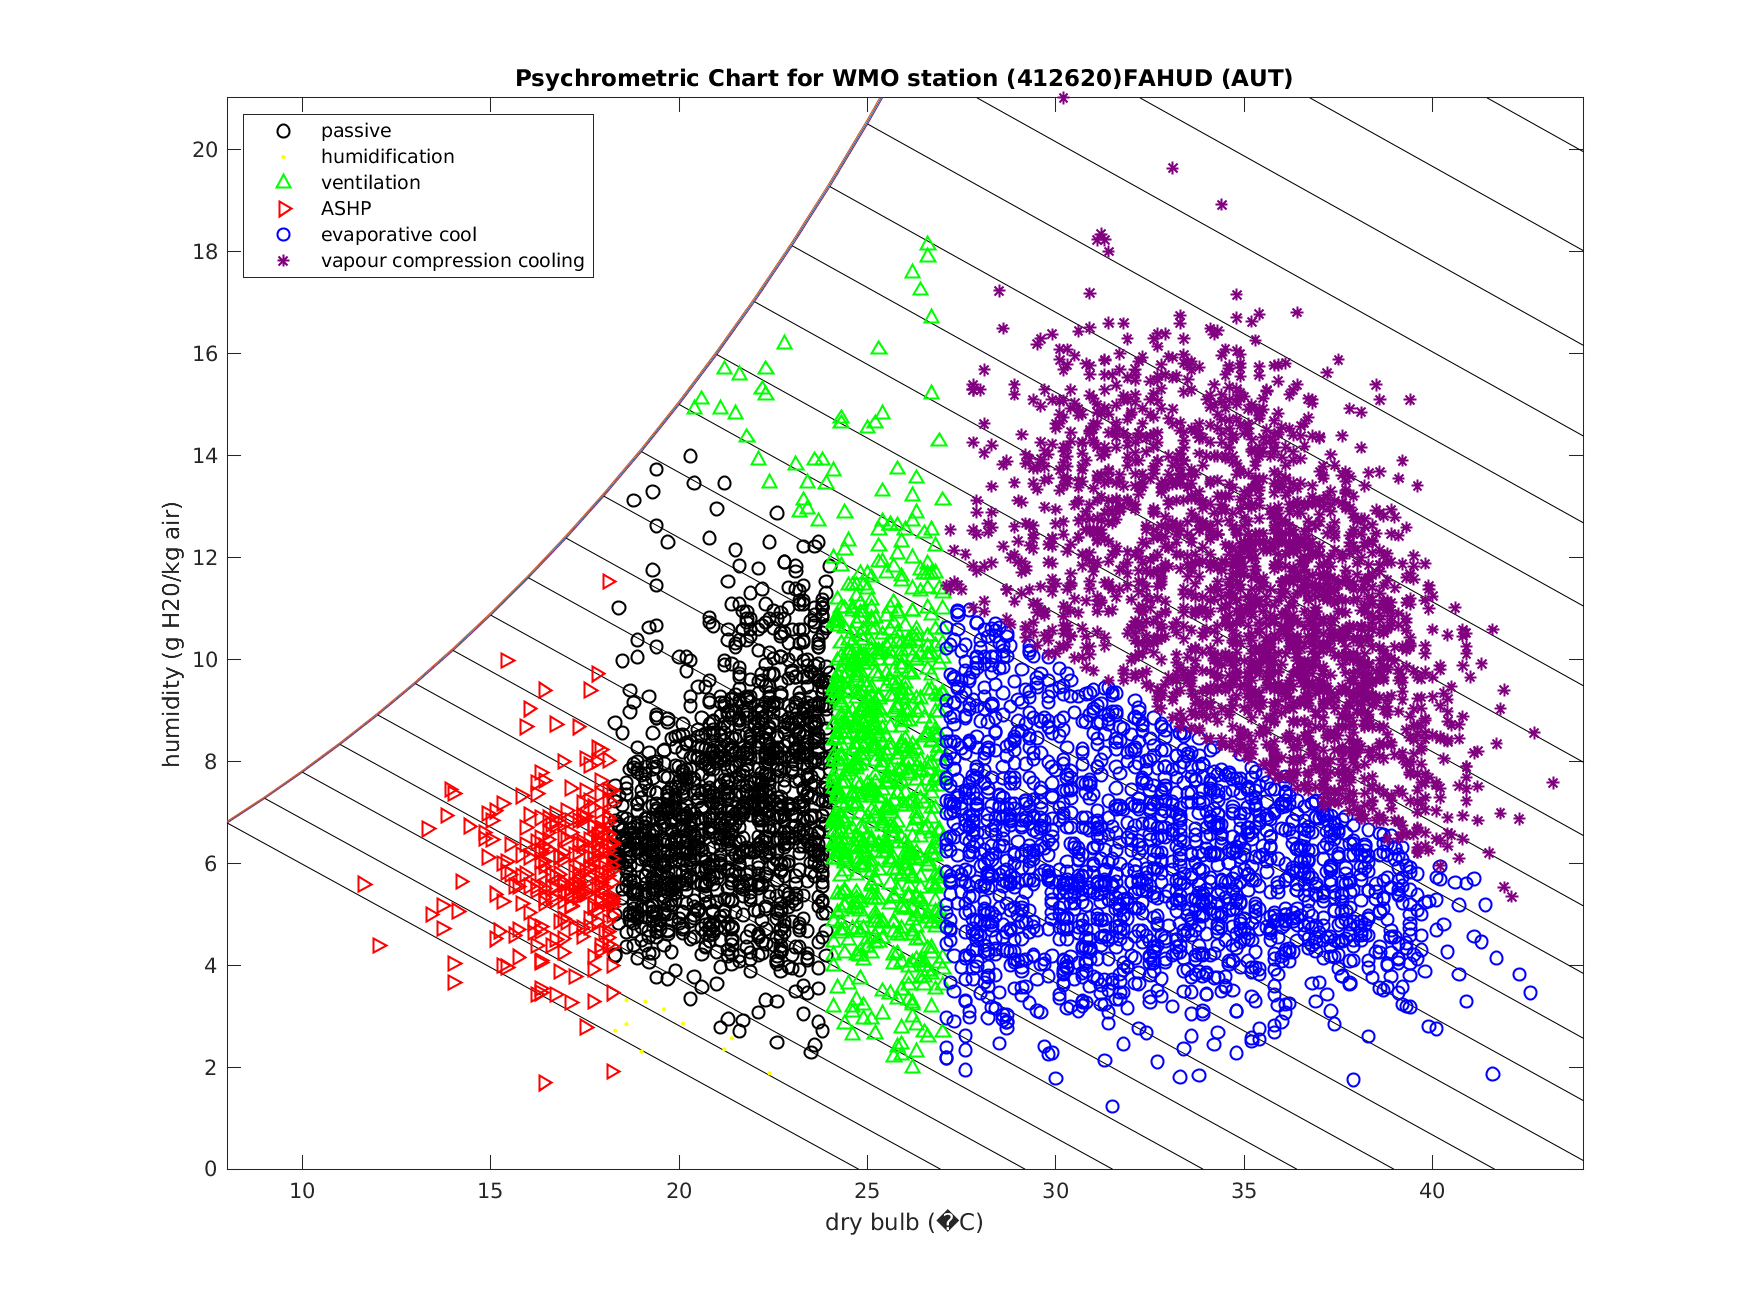 Psychrometric Chart for WMO station (412620)FAHUD (AUT)
passive
humidification
ventilation
ASHP
evaporative cool
vapour compression cooling
humidity (g H20/kg air)
20
18
16
14
12
10
8
6
4
2
0
10 15 20 25 30 35 40
dry bulb (�C)